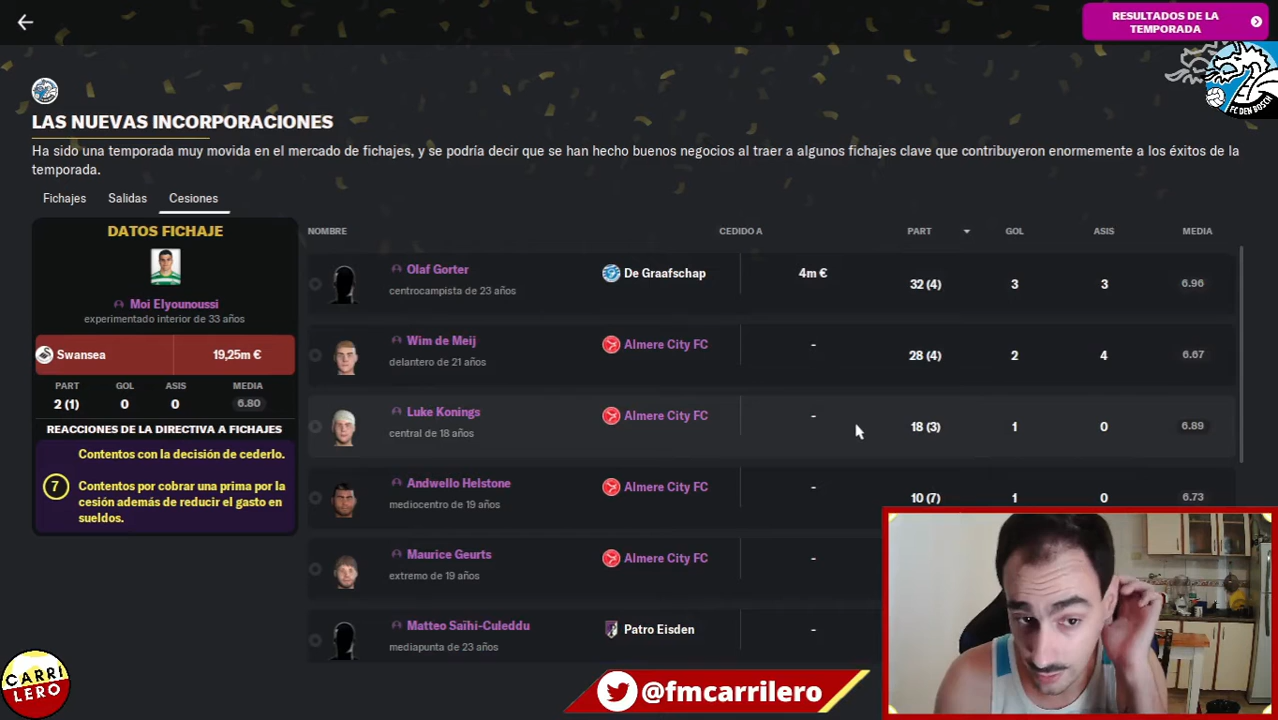 RESULTADOS DE LA
TEMPORADA
FC DEN BOSCH
LAS NUEVAS INCORPORACIONES
Ha sido una temporada muy movida en el mercado de fichajes, y se podría decir que se han hecho buenos negocios al traer a algunos fichajes clave que contribuyeron enormemente a los éxitos de la
temporada.
Fichajes Salidas Cesiones
DATOS FICHAJE
Moi Elyounoussi
experimentado interior de 33 años
Swansea 19,25m €
PART GOL ASIS MEDIA
2 (1) 0 0 6.80
REACCIONES DE LA DIRECTIVA A FICHAJES
Contentos con la decisión de cederlo.
7 Contentos por cobrar una prima por la
cesión además de reducir el gasto en
sueldos.
NOMBRE CEDIDO A PART GOL ASIS MEDIA
Olaf Gorter De Graafschap 4m € 32 (4) 3 3 6.96
centrocampista de 23 años
Wim de Meij Almere City FC - 28 (4) 2 4 6.67
delantero de 21 años
Luke Konings Almere City FC - 18 (3) 1 0 6.89
central de 18 años
Andwello Helstone Almere City FC - 10 (7) 1 0 6.73
mediocentro de 19 años
Maurice Geurts Almere City FC -
extremo de 19 años
Matteo Saïhi-Culeddu Patro Eisden -
mediapunta de 23 años
CARRI
LERO
@fmcarrilero